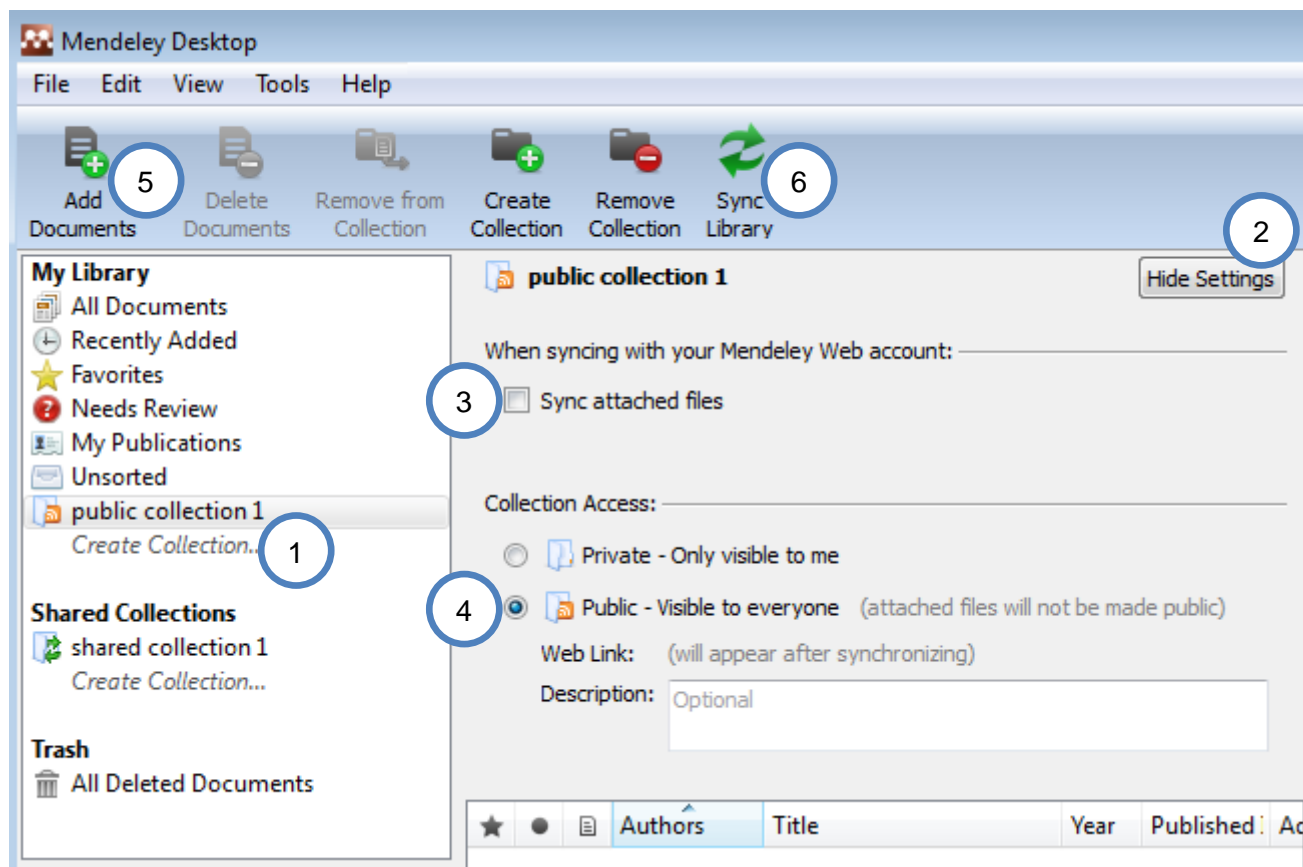 Mendeley Desktop
File Edit View Tools Help
5 6
Add Delete Remove from Create Remove Sync
Documents Documents Collection Collection Collection Library
2
My Library
All Documents
Recently Added
Favorites
Needs Review
My Publications
Unsorted
public collection 1
Create Collection...
1
Shared Collections
shared collection 1
Create Collection...
Trash
All Deleted Documents
public collection 1 Hide Settings
When syncing with your Mendeley Web account:
3 Sync attached files
Collection Access:
Private - Only visible to me
4 Public - Visible to everyone (attached files will not be made public)
Web Link: (will appear after synchronizing)
Description: Optional
Authors Title Year Published